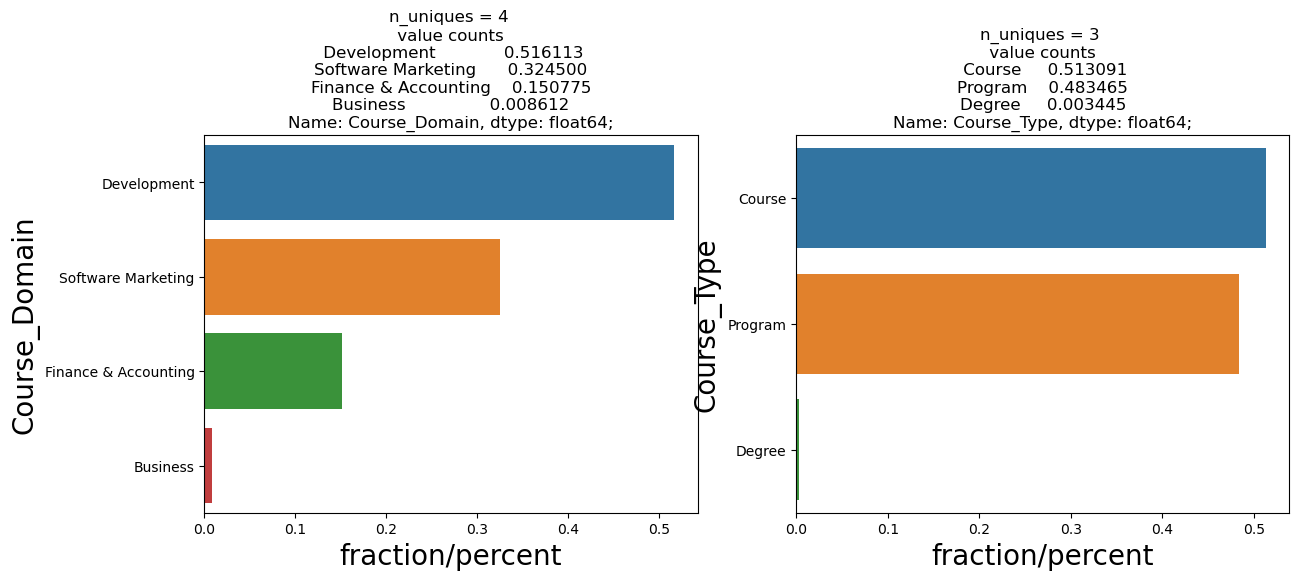 n_uniques = 4
value counts
Development 0.516113
Software Marketing 0.324500
Finance & Accounting 0.150775
Business 0.008612
Name: Course_Domain, dtype: float64;
Course_Domain
Development
Software Marketing
Finance & Accounting
Business
0.0 0.1 0.2 0.3 0.4 0.5
fraction/percent
n_uniques = 3
value counts
Course 0.513091
Program 0.483465
Degree 0.003445
Name: Course_Type, dtype: float64;
Course_Type
Course
Program
Degree
0.0 0.1 0.2 0.3 0.4 0.5
fraction/percent